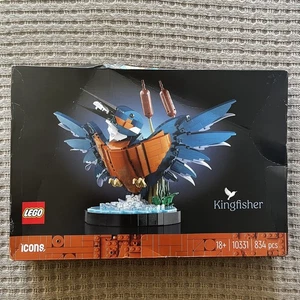 Kingfisher
LEGO
icons.
18+ 10331 834 pcs